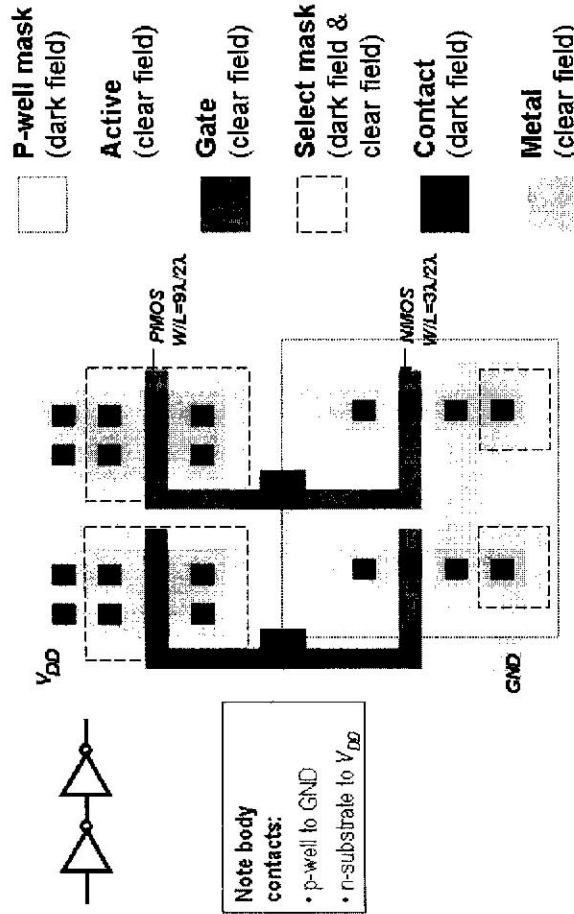 V_DD
GND
PMOS
W/L=9λ/2λ
NMOS
W/L=3λ/2λ
Note body
contacts:
• p-well to GND
• n-substrate to V_DD
P-well mask
(dark field)
Active
(clear field)
Gate
(clear field)
Select mask
(dark field &
clear field)
Contact
(dark field)
Metal
(clear field)